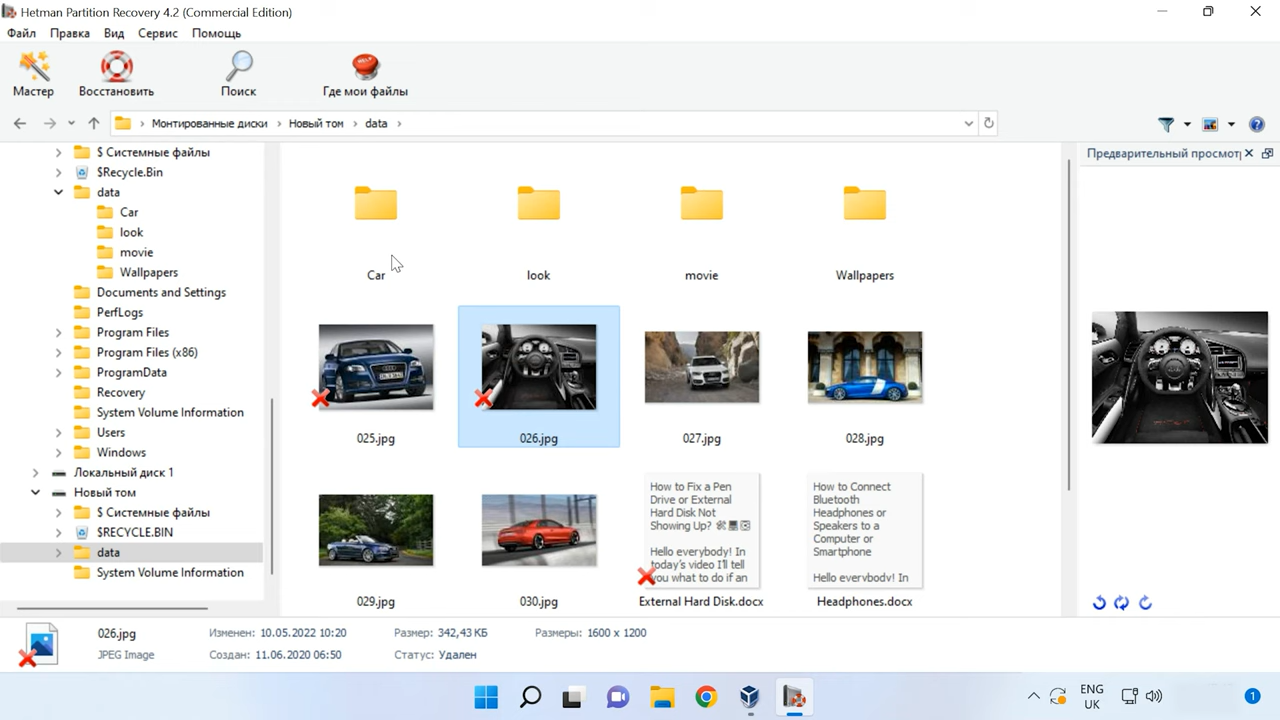 Hetman Partition Recovery 4.2 (Commercial Edition)
Файл Правка Вид Сервис Помощь
Мастер Восстановить Поиск Где мои файлы
Монтированные диски › Новый том › data ›
Предварительный просмотр
$ Системные файлы
$Recycle.Bin
data
Car
look
movie
Wallpapers
Documents and Settings
PerfLogs
Program Files
Program Files (x86)
ProgramData
Recovery
System Volume Information
Users
Windows
Локальный диск 1
Новый том
$ Системные файлы
$RECYCLE.BIN
data
System Volume Information
Car look movie Wallpapers
025.jpg 026.jpg 027.jpg 028.jpg
How to Fix a Pen
Drive or External
Hard Disk Not
Showing Up?
Hello everybody! In
today's video I'll tell
you what to do if an
How to Connect
Bluetooth
Headphones or
Speakers to a
Computer or
Smartphone
Hello everybody! In
029.jpg 030.jpg External Hard Disk.docx Headphones.docx
026.jpg Изменен: 10.05.2022 10:20 Размер: 342,43 КБ Размеры: 1600 x 1200
JPEG Image Создан: 11.06.2020 06:50 Статус: Удален
ENG
UK
1